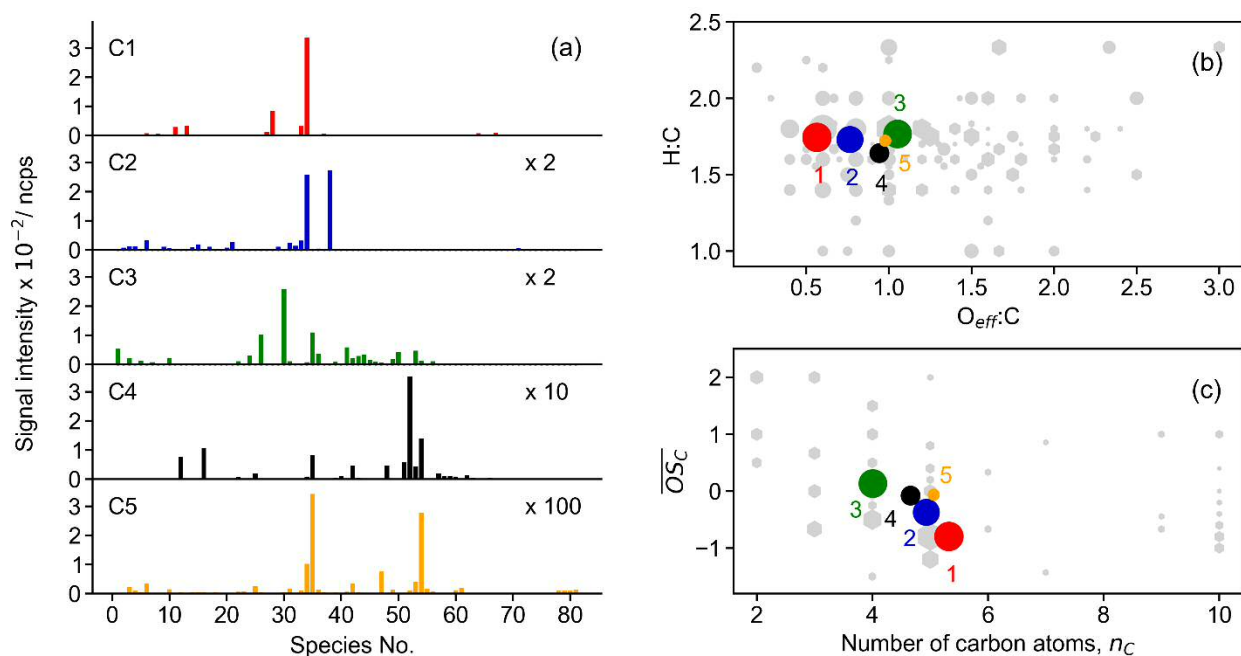 (a)
C1
3
2
1
0
C2
x 2
3
2
1
0
C3
x 2
3
2
1
0
C4
x 10
3
2
1
0
C5
x 100
3
2
1
0
Signal intensity x 10⁻²/ ncps
0 10 20 30 40 50 60 70 80
Species No.
(b)
2.5
2.0
1.5
1.0
H:C
3
1
2
4
5
0.5 1.0 1.5 2.0 2.5 3.0
O_eff:C
(c)
2
1
0
−1
\overline{OS_C}
5
3
4
2
1
2 4 6 8 10
Number of carbon atoms, n_C